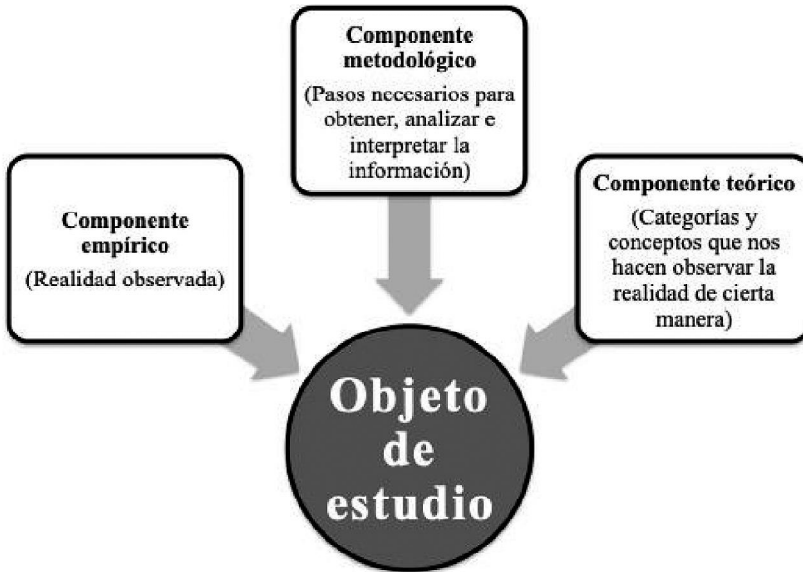 Componente
metodológico
(Pasos necesarios para
obtener, analizar e
interpretar la
información)
Componente
empírico
(Realidad observada)
Componente teórico
(Categorías y
conceptos que nos
hacen observar la
realidad de cierta
manera)
Objeto
de
estudio